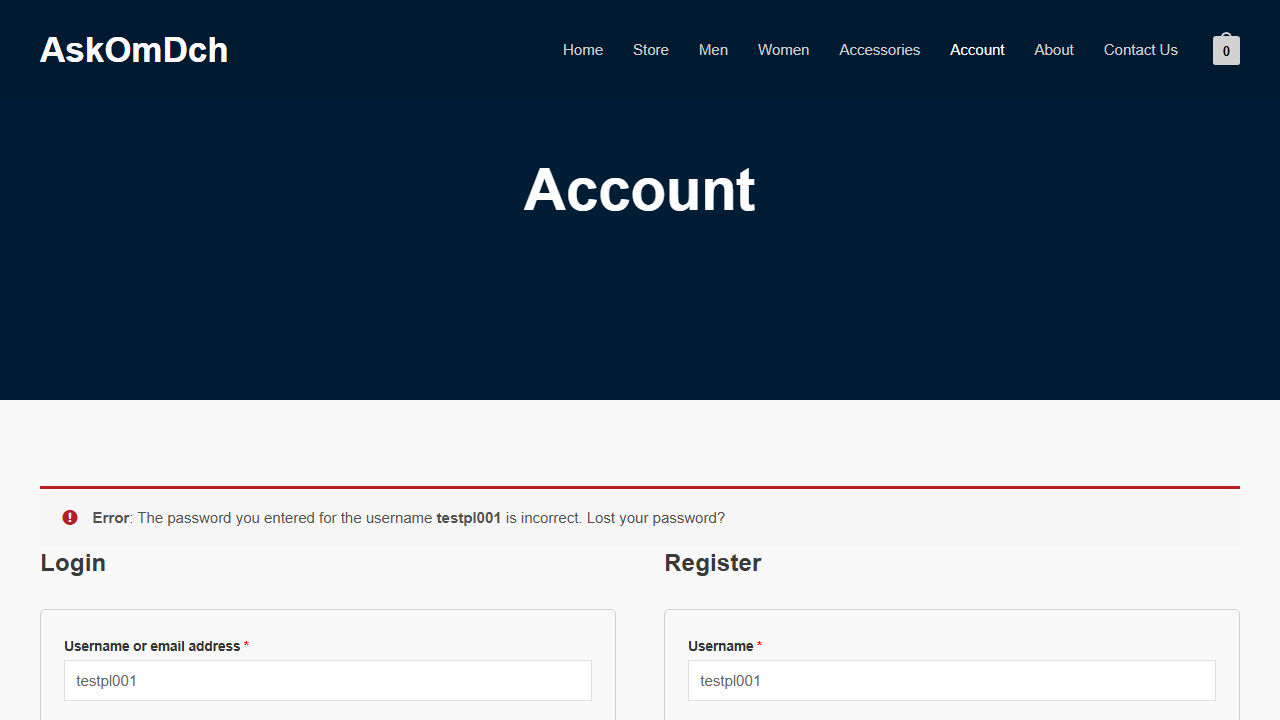 AskOmDch
Home Store Men Women Accessories Account About Contact Us 0
Account
Error: The password you entered for the username testpl001 is incorrect. Lost your password?
Login
Register
Username or email address *
testpl001
Username *
testpl001